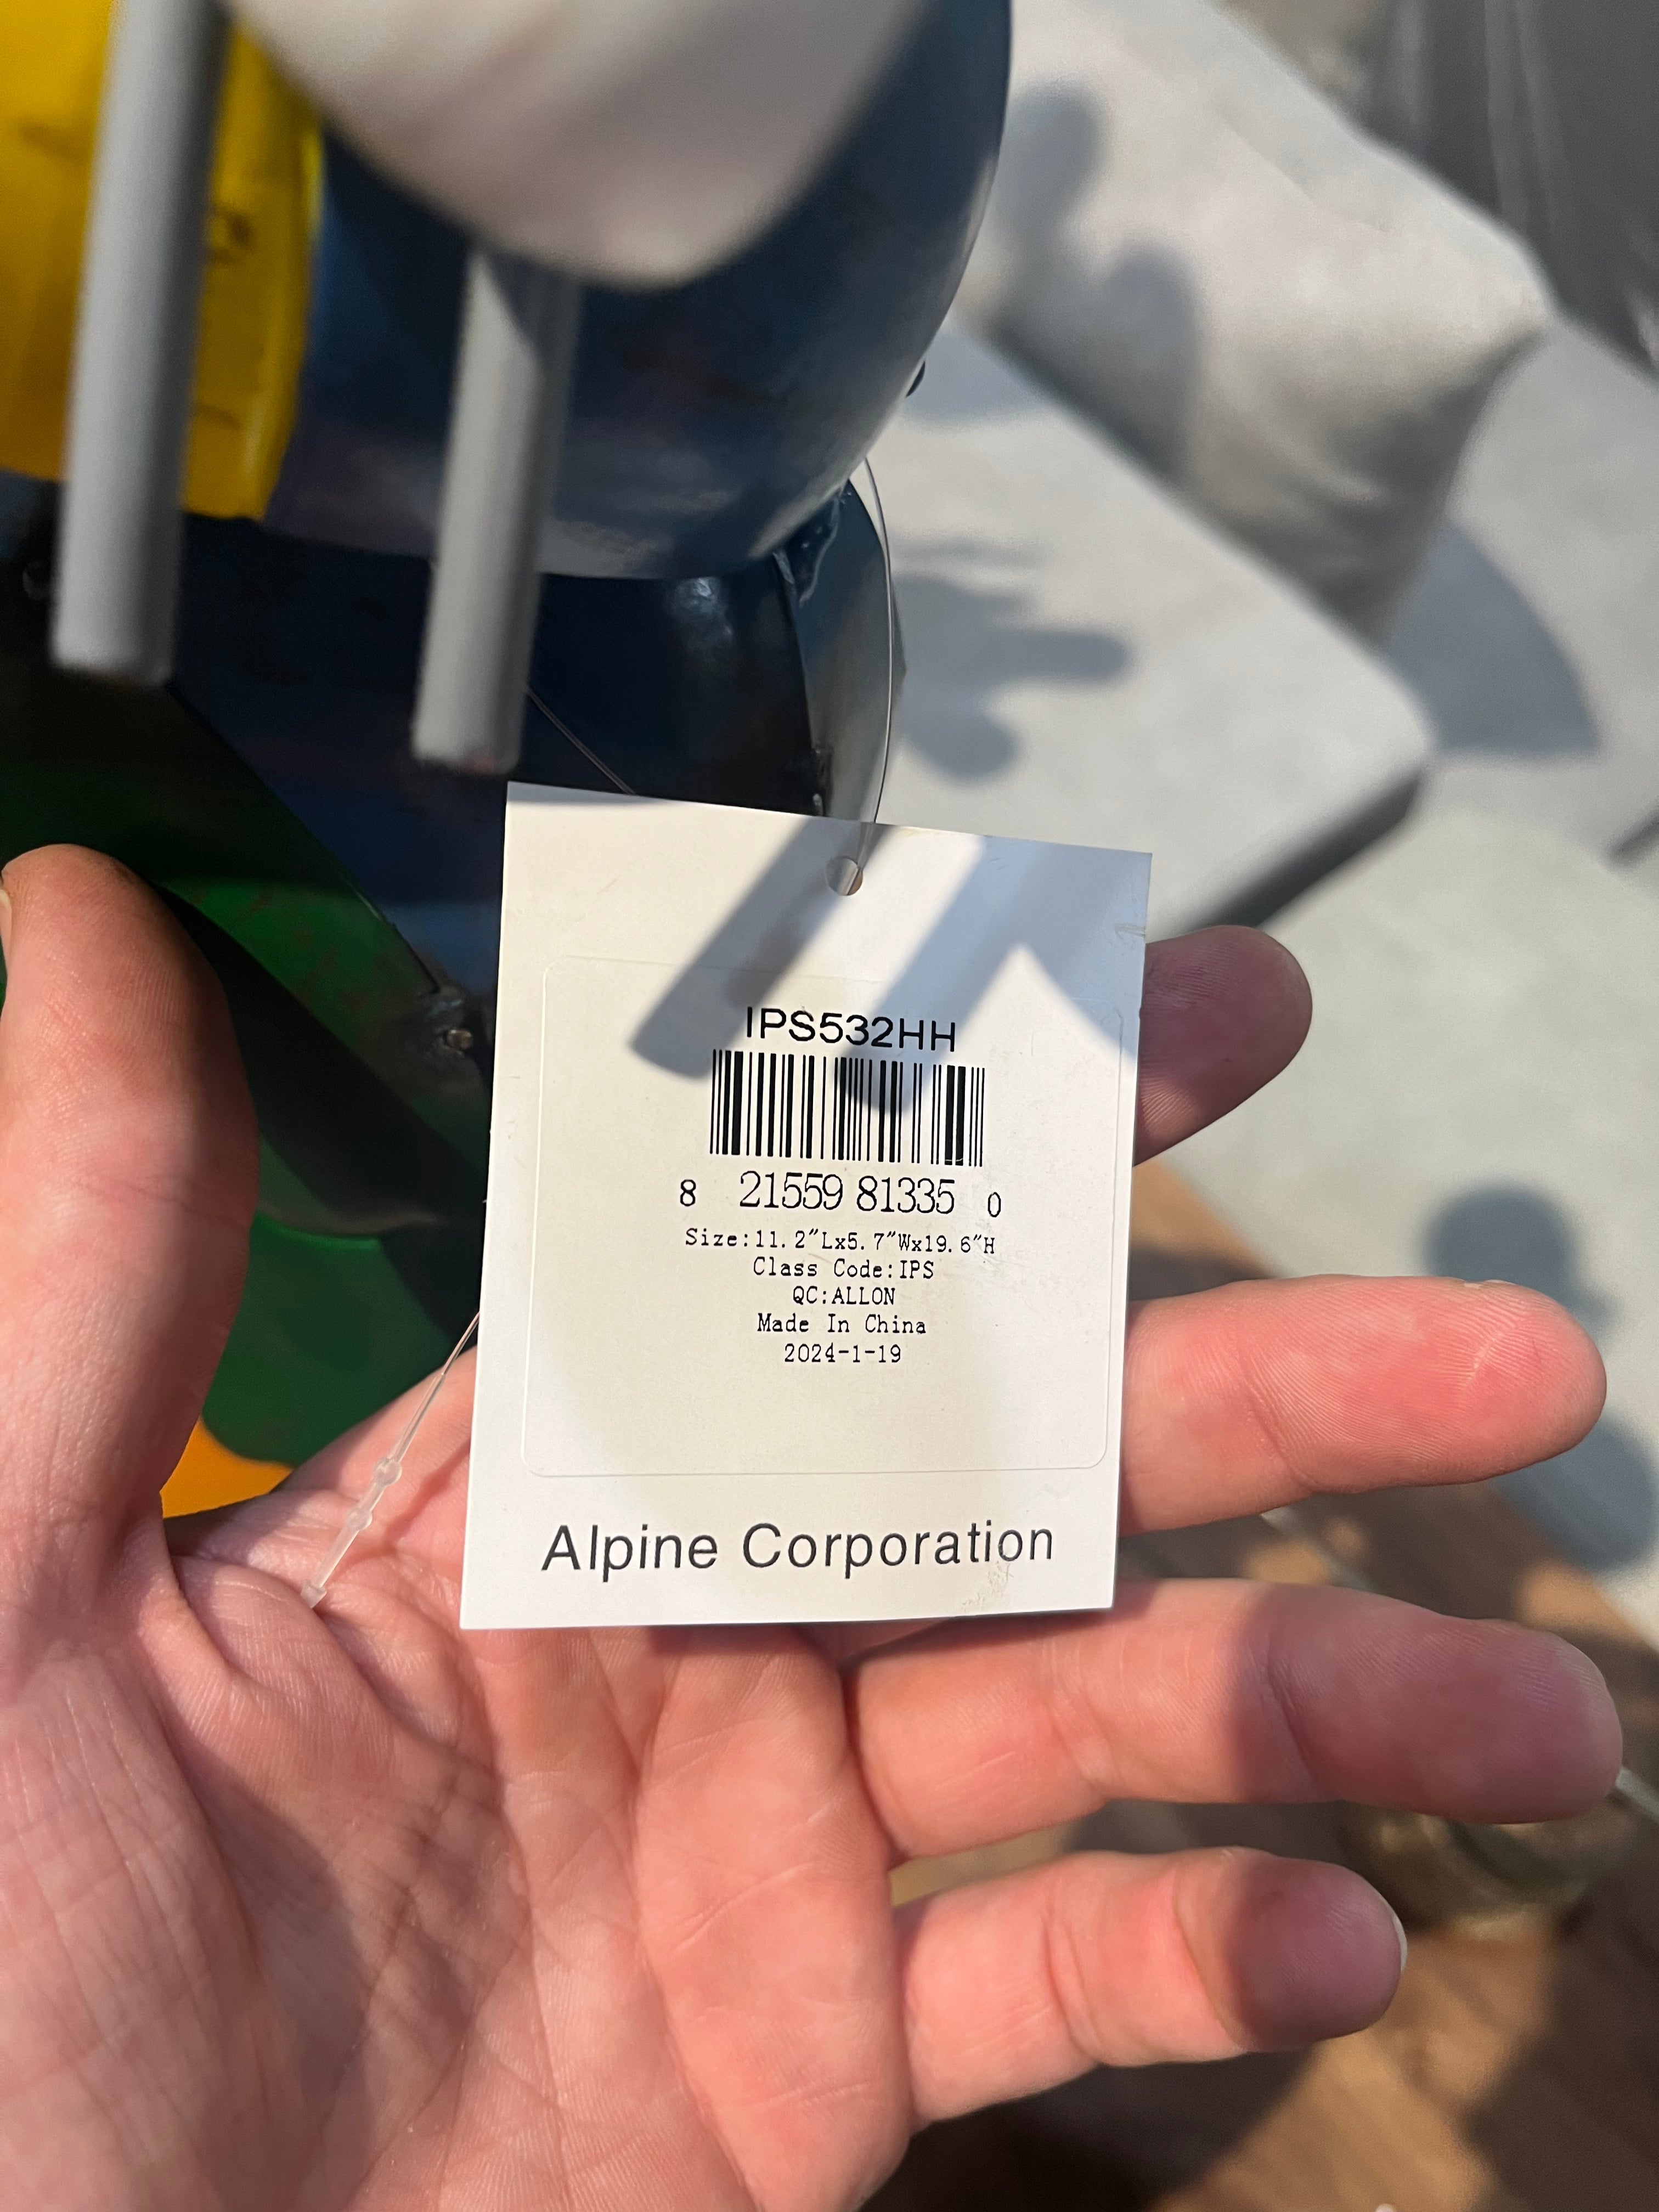 IPS532HH
8 21559 81335 0
Size:11.2"Lx5.7"Wx19.6"H
Class Code:IPS
QC:ALLON
Made In China
2024-1-19
Alpine Corporation